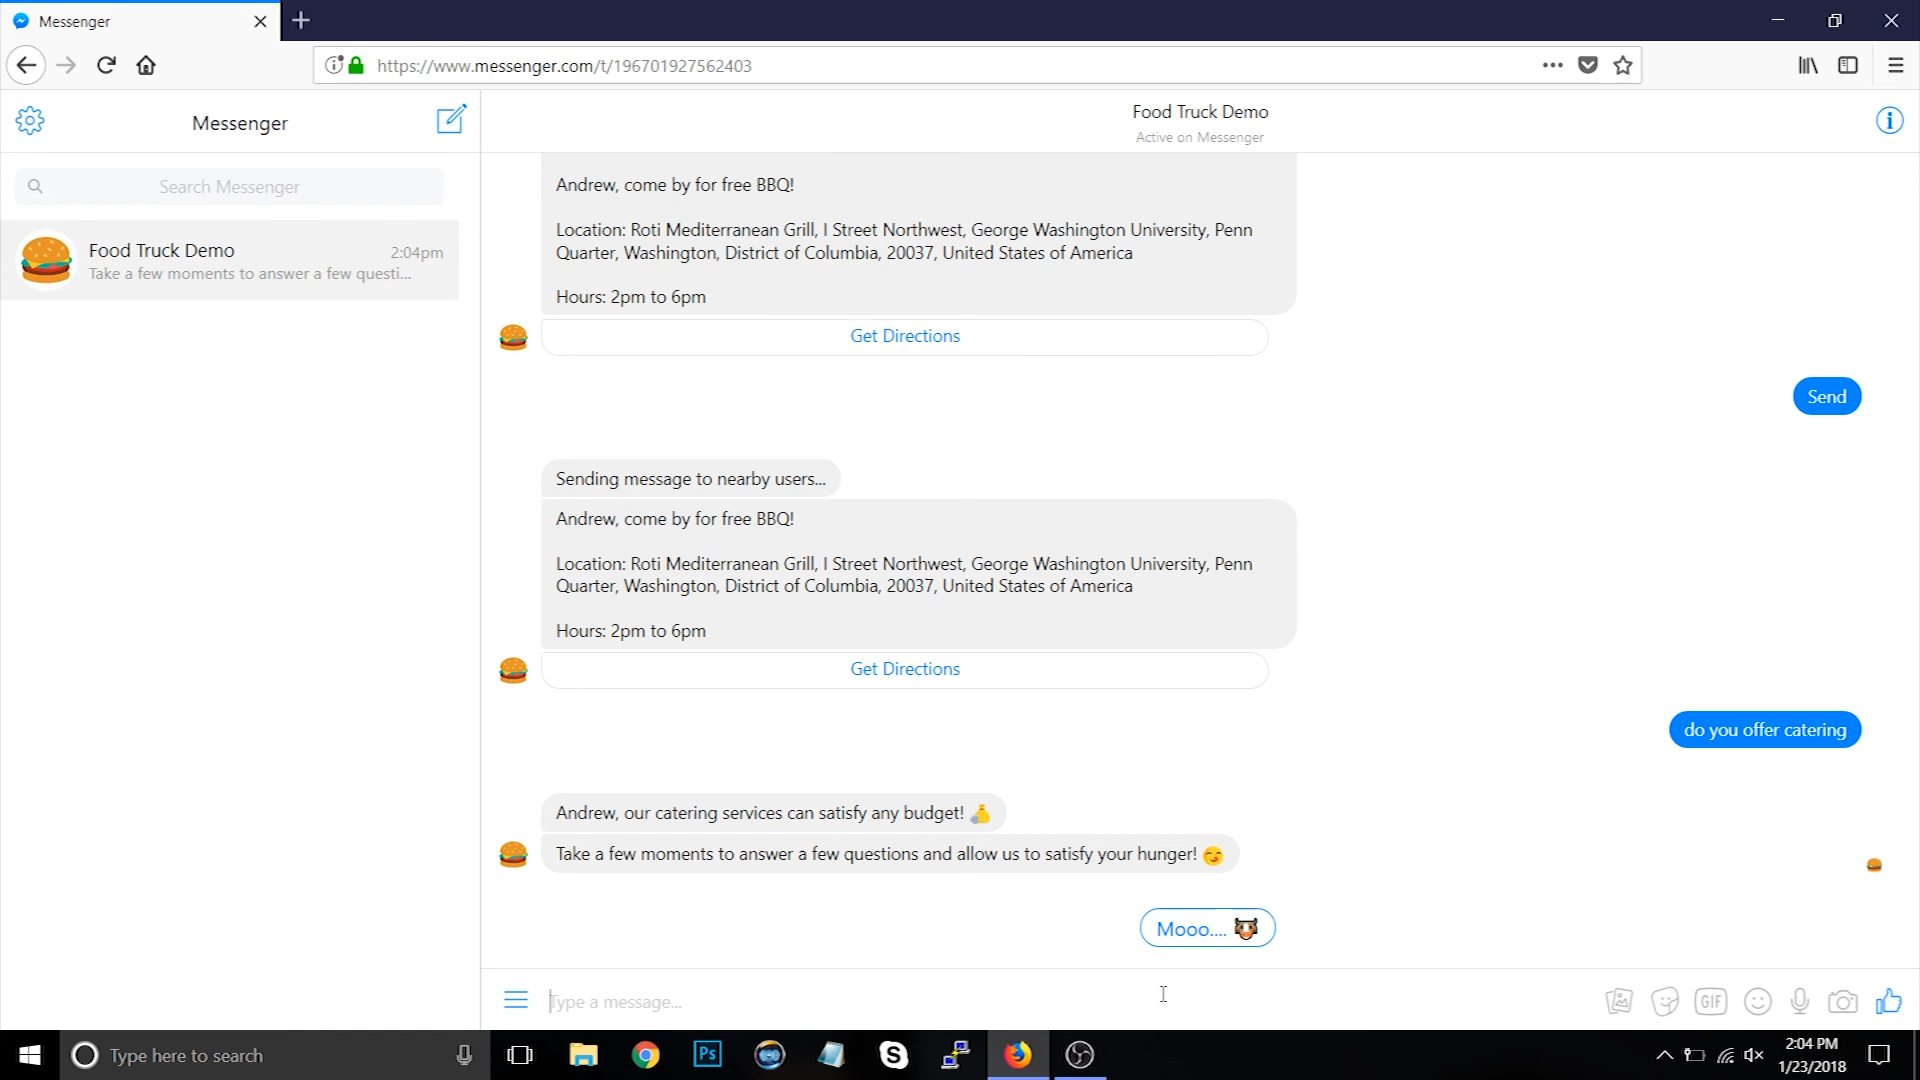 Messenger
https://www.messenger.com/t/196701927562403
Messenger
Search Messenger
Food Truck Demo
2:04pm
Take a few moments to answer a few questi...
Food Truck Demo
Active on Messenger
Andrew, come by for free BBQ!
Location: Roti Mediterranean Grill, I Street Northwest, George Washington University, Penn
Quarter, Washington, District of Columbia, 20037, United States of America
Hours: 2pm to 6pm
Get Directions
Send
Sending message to nearby users...
Andrew, come by for free BBQ!
Location: Roti Mediterranean Grill, I Street Northwest, George Washington University, Penn
Quarter, Washington, District of Columbia, 20037, United States of America
Hours: 2pm to 6pm
Get Directions
do you offer catering
Andrew, our catering services can satisfy any budget!
Take a few moments to answer a few questions and allow us to satisfy your hunger!
Mooo....
Type a message...
GIF
Type here to search
Ps
2:04 PM
1/23/2018